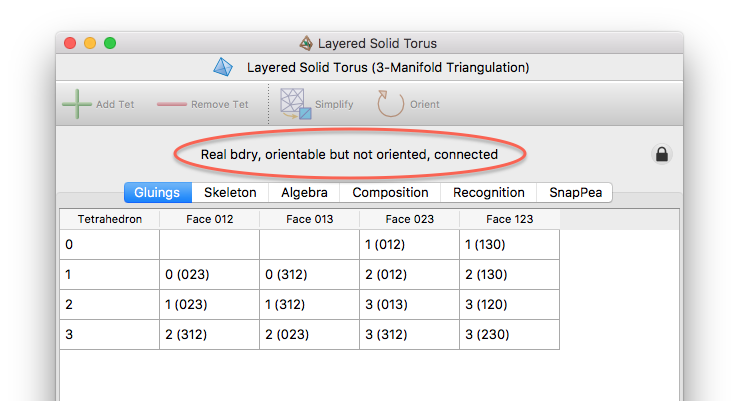 Layered Solid Torus
Layered Solid Torus (3-Manifold Triangulation)
Add Tet Remove Tet Simplify Orient
Real bdry, orientable but not oriented, connected
Gluings Skeleton Algebra Composition Recognition SnapPea
Tetrahedron Face 012 Face 013 Face 023 Face 123
0 1 (012) 1 (130)
1 0 (023) 0 (312) 2 (012) 2 (130)
2 1 (023) 1 (312) 3 (013) 3 (120)
3 2 (312) 2 (023) 3 (312) 3 (230)